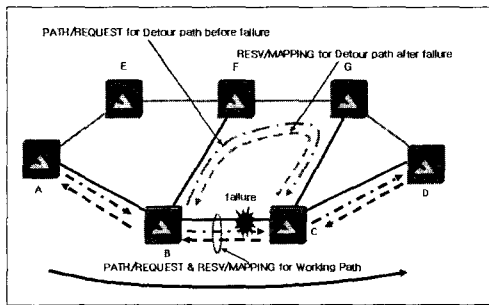 PATH/REQUEST for Detour path before failure
RESV/MAPPING for Detour path after failure
E
F
G
A
D
failure
B
C
PATH/REQUEST & RESV/MAPPING for Working Path